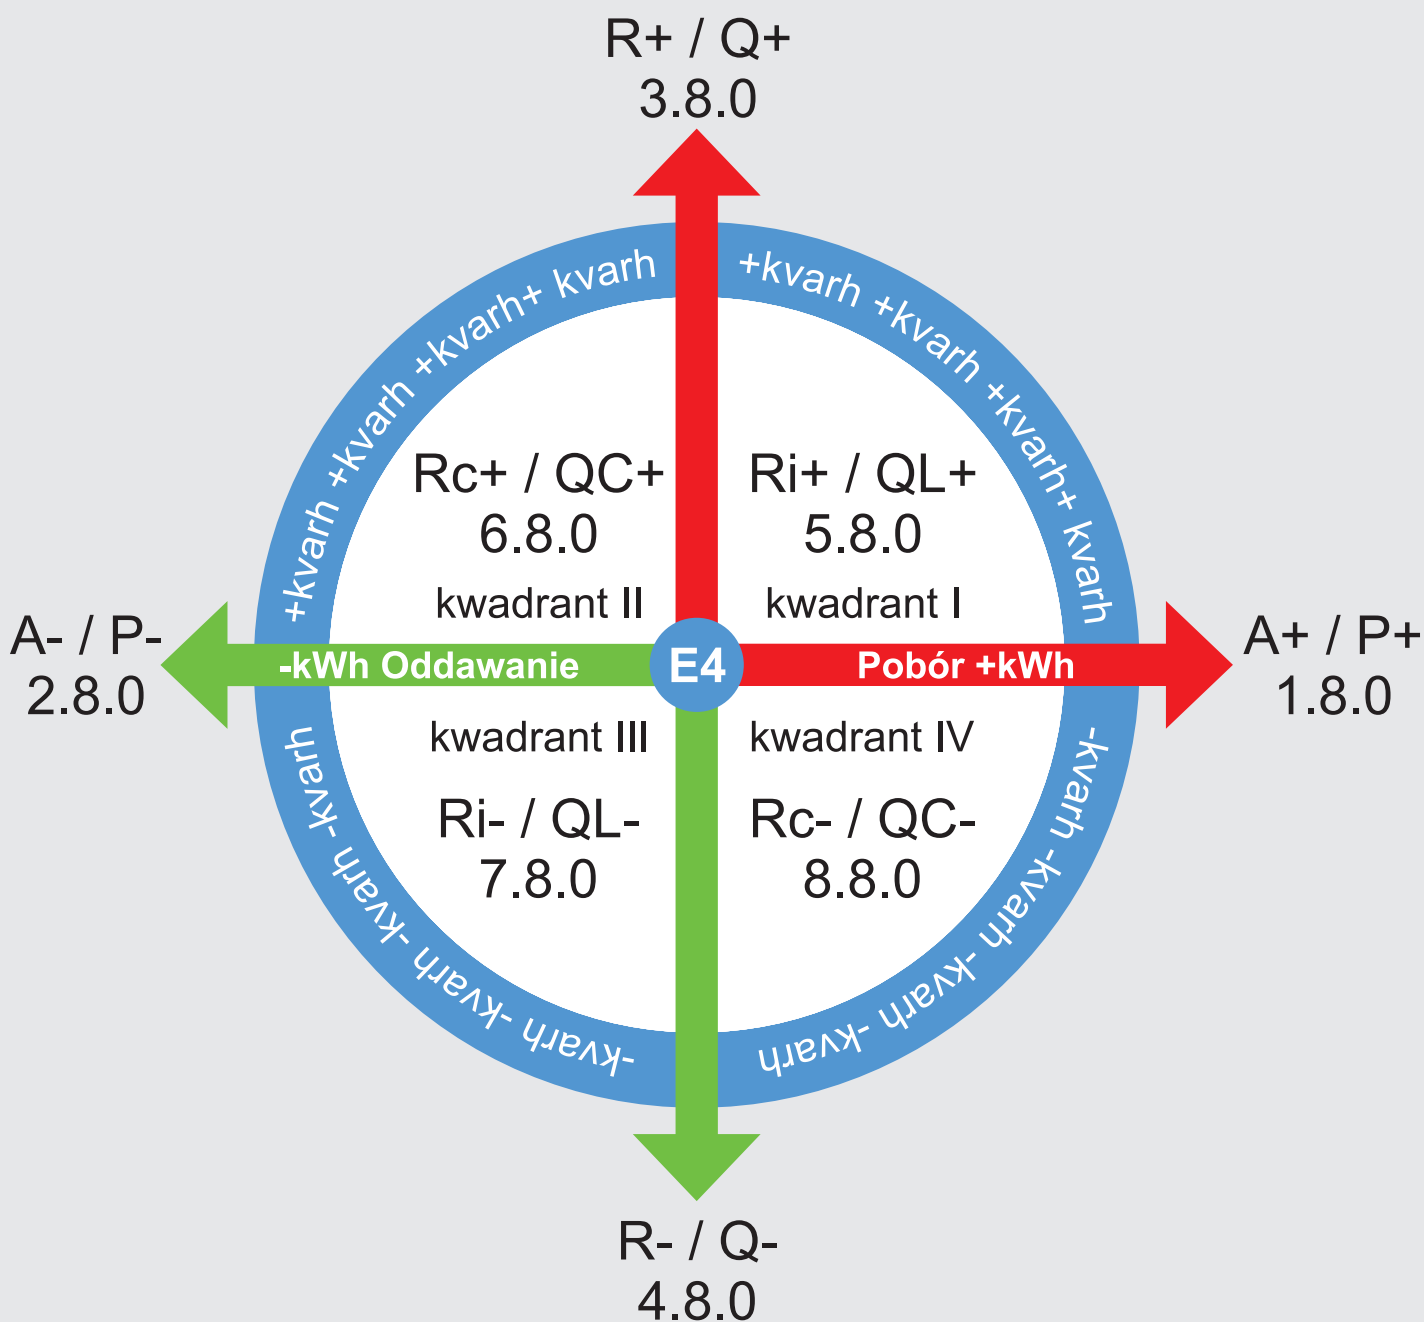 R+ / Q+
3.8.0
+kvarh +kvarh +kvarh+ kvarh
+kvarh +kvarh +kvarh+ kvarh
Rc+ / QC+
6.8.0
kwadrant II
Ri+ / QL+
5.8.0
kwadrant I
A- / P-
2.8.0
-kWh Oddawanie
E4
Pobór +kWh
A+ / P+
1.8.0
kwadrant III
Ri- / QL-
7.8.0
kwadrant IV
Rc- / QC-
8.8.0
-kvarh -kvarh- kvarh -kvarh
-kvarh -kvarh- kvarh -kvarh
R- / Q-
4.8.0